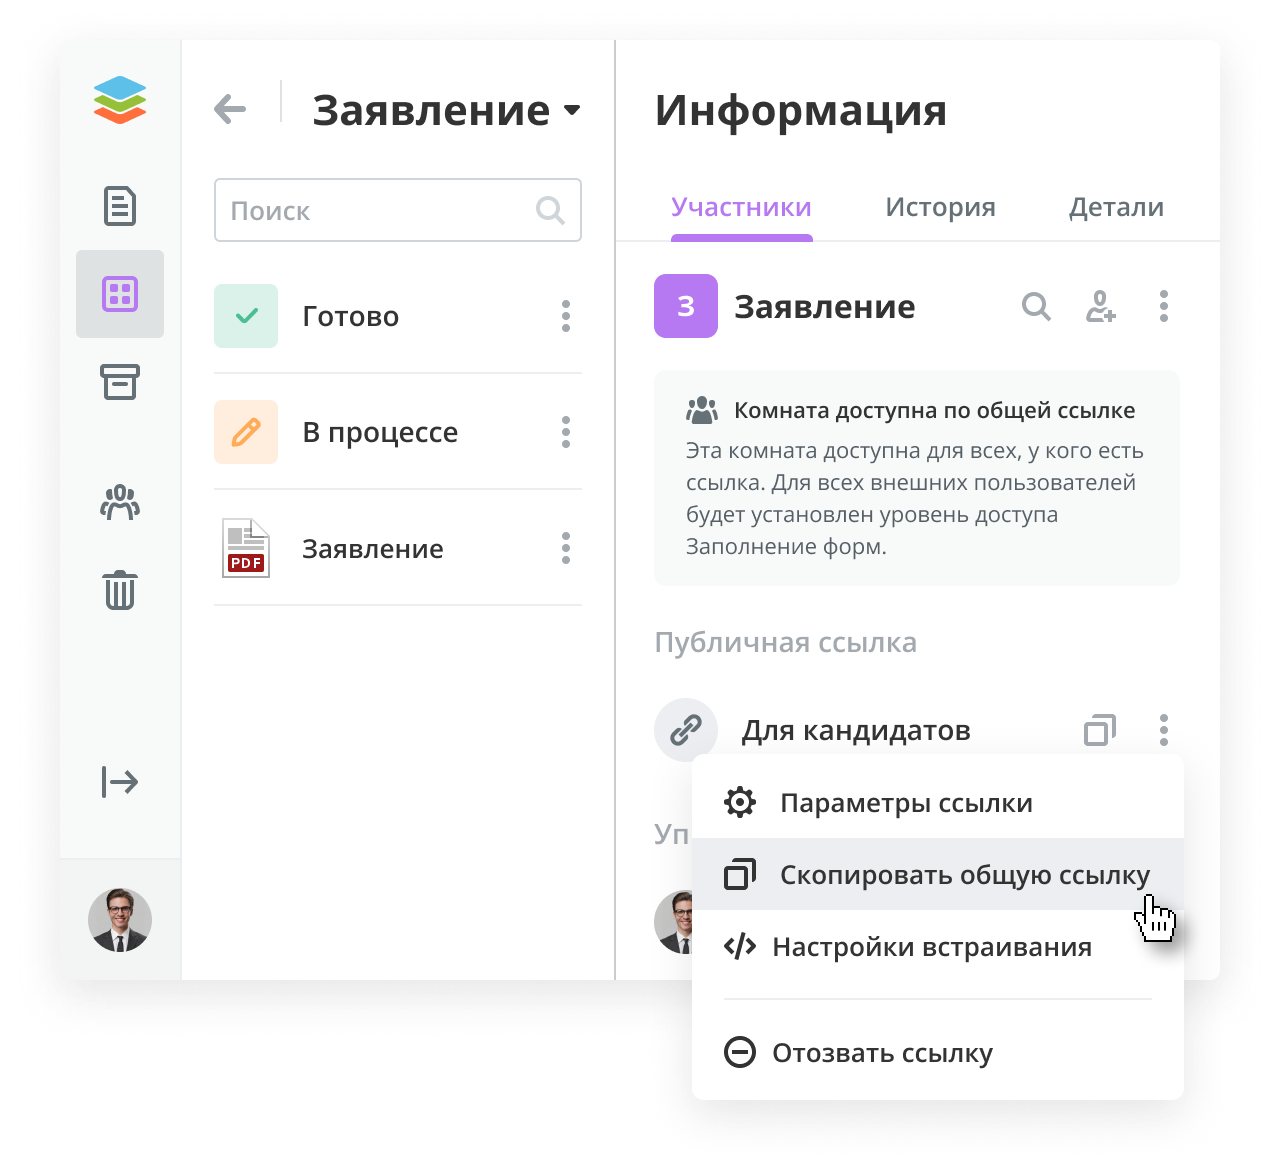 Заявление
Поиск
Готово
В процессе
PDF
Заявление
Информация
Участники
История
Детали
З
Заявление
Комната доступна по общей ссылке
Эта комната доступна для всех, у кого есть
ссылка. Для всех внешних пользователей
будет установлен уровень доступа
Заполнение форм.
Публичная ссылка
Для кандидатов
Уп
Параметры ссылки
Скопировать общую ссылку
Настройки встраивания
Отозвать ссылку